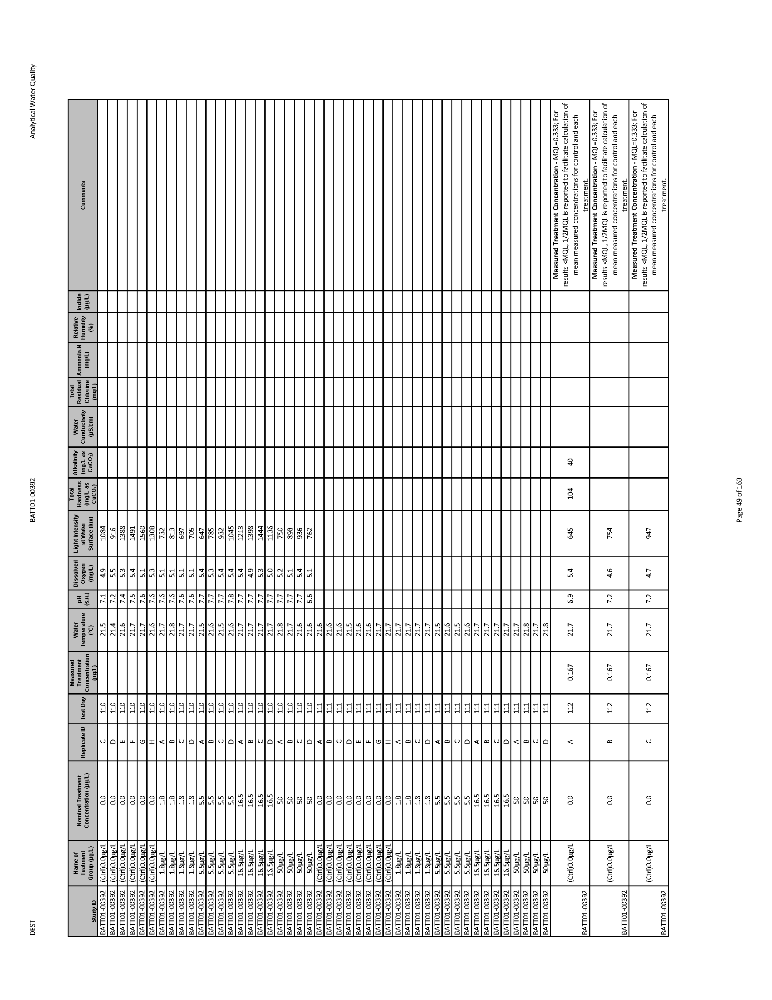 DEST BATT01-00392 Analytical Water Quality
Study ID Name of Teatment Group (µg/L) Nominal Treatment Concentration (µg/L) Replicate ID Test Day Measured Treatment Concentration (µg/L) Water Temperature (°C) pH (s.u.) Dissolved Oxygen (mg/L) Light Intensity at Water Surface (lux) Total Hardness (mg/L as CaCO₃) Alkalinity (mg/L as CaCO₃) Water Conductivity (µS/cm) Total Residual Chlorine (mg/L) Ammonia-N (mg/L) Relative Humidity (%) Iodide (µg/L) Comments
BATT01-00392 (Ctrl)0.0µg/L 0.0 C 110 21.5 7.1 4.9 1084
BATT01-00392 (Ctrl)0.0µg/L 0.0 D 110 21.4 7.2 5.5 916
BATT01-00392 (Ctrl)0.0µg/L 0.0 E 110 21.6 7.4 5.3 1388
BATT01-00392 (Ctrl)0.0µg/L 0.0 F 110 21.7 7.5 5.4 1491
BATT01-00392 (Ctrl)0.0µg/L 0.0 G 110 21.7 7.6 5.1 1560
BATT01-00392 (Ctrl)0.0µg/L 0.0 H 110 21.6 7.6 5.3 1308
BATT01-00392 1.8µg/L 1.8 A 110 21.7 7.6 5.1 732
BATT01-00392 1.8µg/L 1.8 B 110 21.8 7.6 5.1 813
BATT01-00392 1.8µg/L 1.8 C 110 21.7 7.6 5.1 697
BATT01-00392 1.8µg/L 1.8 D 110 21.7 7.6 5.1 705
BATT01-00392 5.5µg/L 5.5 A 110 21.5 7.7 5.4 647
BATT01-00392 5.5µg/L 5.5 B 110 21.6 7.7 5.3 785
BATT01-00392 5.5µg/L 5.5 C 110 21.5 7.7 5.4 932
BATT01-00392 5.5µg/L 5.5 D 110 21.6 7.8 5.4 1045
BATT01-00392 16.5µg/L 16.5 A 110 21.7 7.7 5.4 1213
BATT01-00392 16.5µg/L 16.5 B 110 21.7 7.7 4.9 1398
BATT01-00392 16.5µg/L 16.5 C 110 21.7 7.7 5.3 1444
BATT01-00392 16.5µg/L 16.5 D 110 21.7 7.7 5.0 1136
BATT01-00392 50µg/L 50 A 110 21.8 7.7 5.2 750
BATT01-00392 50µg/L 50 B 110 21.7 7.7 5.1 898
BATT01-00392 50µg/L 50 C 110 21.6 7.7 5.4 936
BATT01-00392 50µg/L 50 D 110 21.6 6.6 5.1 762
BATT01-00392 (Ctrl)0.0µg/L 0.0 A 111 21.6
BATT01-00392 (Ctrl)0.0µg/L 0.0 B 111 21.6
BATT01-00392 (Ctrl)0.0µg/L 0.0 C 111 21.6
BATT01-00392 (Ctrl)0.0µg/L 0.0 D 111 21.5
BATT01-00392 (Ctrl)0.0µg/L 0.0 E 111 21.6
BATT01-00392 (Ctrl)0.0µg/L 0.0 F 111 21.6
BATT01-00392 (Ctrl)0.0µg/L 0.0 G 111 21.7
BATT01-00392 (Ctrl)0.0µg/L 0.0 H 111 21.7
BATT01-00392 1.8µg/L 1.8 A 111 21.7
BATT01-00392 1.8µg/L 1.8 B 111 21.7
BATT01-00392 1.8µg/L 1.8 C 111 21.7
BATT01-00392 1.8µg/L 1.8 D 111 21.7
BATT01-00392 5.5µg/L 5.5 A 111 21.5
BATT01-00392 5.5µg/L 5.5 B 111 21.6
BATT01-00392 5.5µg/L 5.5 C 111 21.5
BATT01-00392 5.5µg/L 5.5 D 111 21.6
BATT01-00392 16.5µg/L 16.5 A 111 21.7
BATT01-00392 16.5µg/L 16.5 B 111 21.7
BATT01-00392 16.5µg/L 16.5 C 111 21.7
BATT01-00392 16.5µg/L 16.5 D 111 21.7
BATT01-00392 50µg/L 50 A 111 21.7
BATT01-00392 50µg/L 50 B 111 21.8
BATT01-00392 50µg/L 50 C 111 21.7
BATT01-00392 50µg/L 50 D 111 21.8
BATT01-00392 (Ctrl)0.0µg/L 0.0 A 112 0.167 21.7 6.9 5.4 645 104 40 Measured Treatment Concentration - MQL=0.333; For
results <MQL, 1/2MQL is reported to facilitate calculation of
mean measured concentrations for control and each
treatment.
BATT01-00392 (Ctrl)0.0µg/L 0.0 B 112 0.167 21.7 7.2 4.6 754 Measured Treatment Concentration - MQL=0.333; For
results <MQL, 1/2MQL is reported to facilitate calculation of
mean measured concentrations for control and each
treatment.
BATT01-00392 (Ctrl)0.0µg/L 0.0 C 112 0.167 21.7 7.2 4.7 947 Measured Treatment Concentration - MQL=0.333; For
results <MQL, 1/2MQL is reported to facilitate calculation of
mean measured concentrations for control and each
treatment.
Page 49 of 163